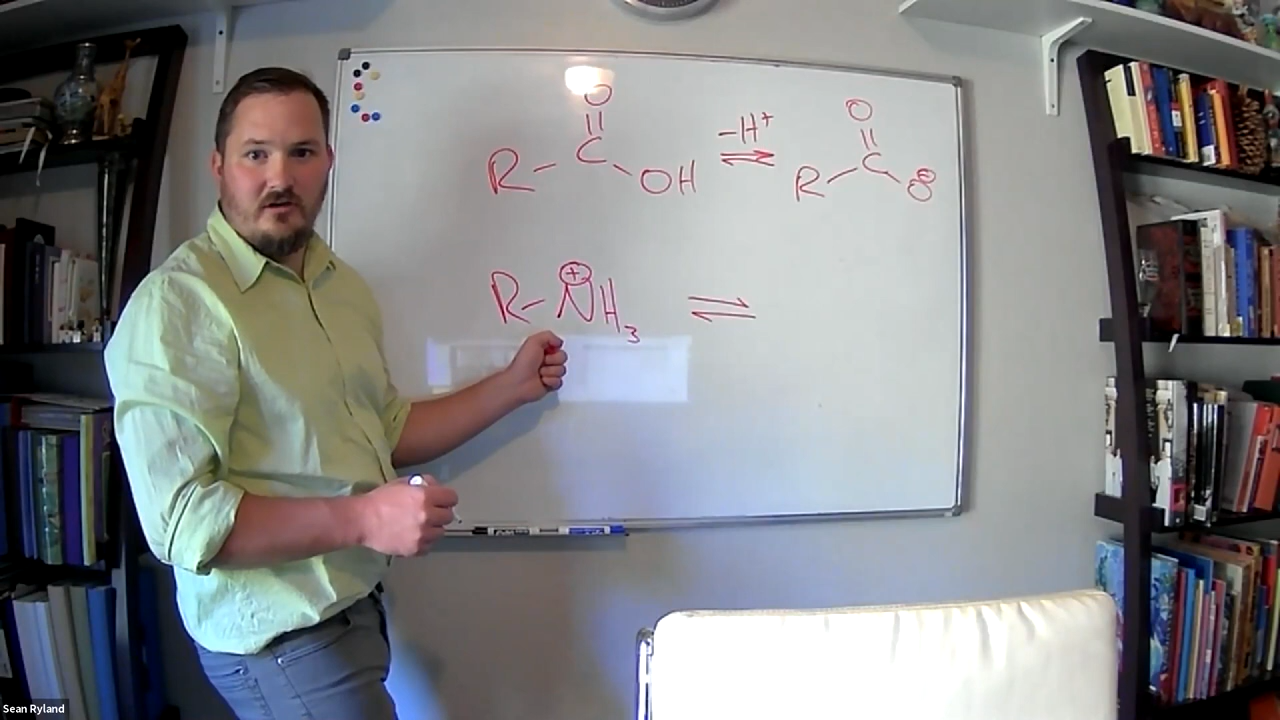 O
||
R - C - OH -H⁺ ⇌
O
||
R - C - O⊖
R - N⊕H₃ ⇌
Sean Ryland